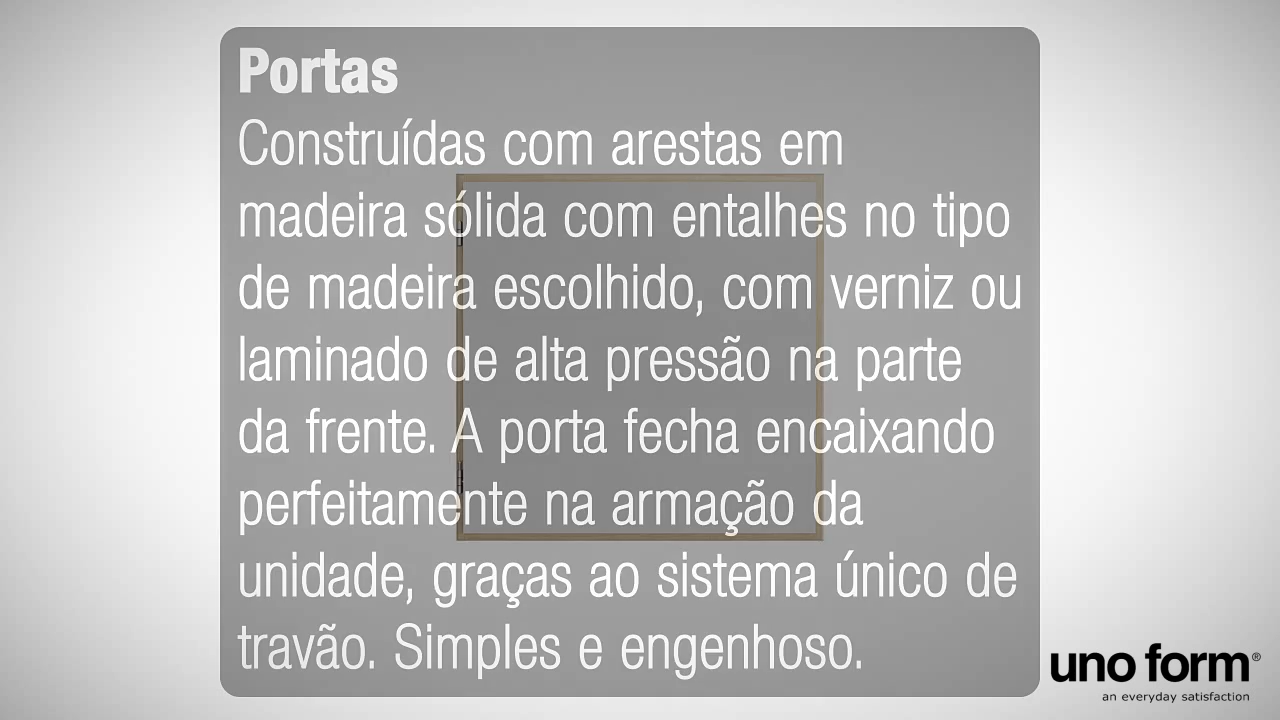 Portas
Construídas com arestas em
madeira sólida com entalhes no tipo
de madeira escolhido, com verniz ou
laminado de alta pressão na parte
da frente. A porta fecha encaixando
perfeitamente na armação da
unidade, graças ao sistema único de
travão. Simples e engenhoso.
uno form®
an everyday satisfaction